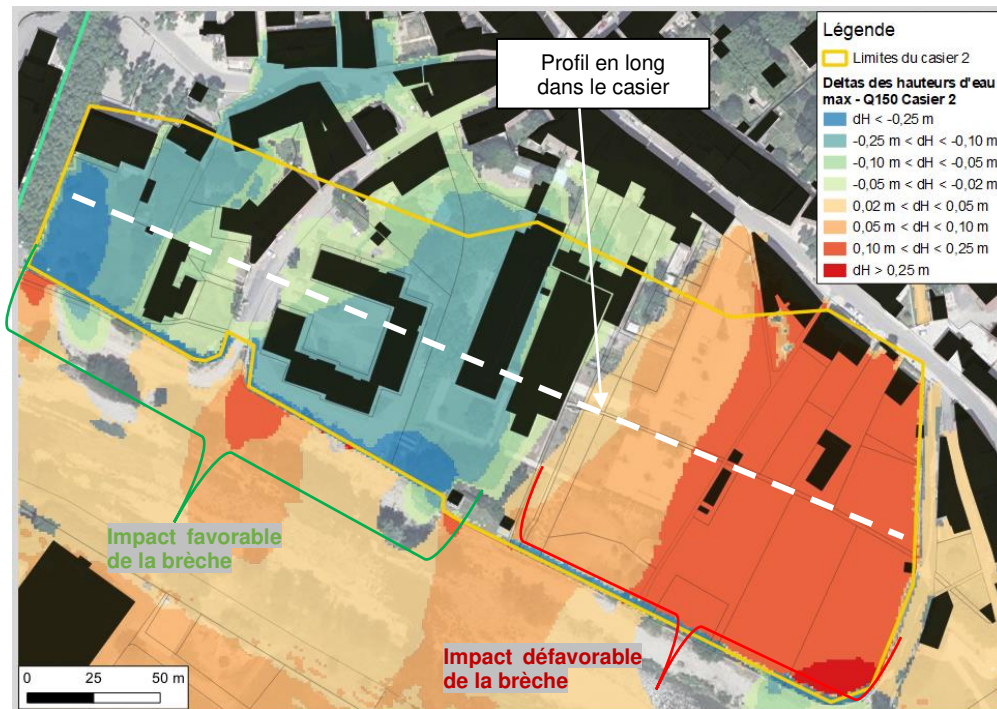 Profil en long
dans le casier
Légende
Limites du casier 2
Deltas des hauteurs d'eau
max - Q150 Casier 2
dH < -0,25 m
-0,25 m < dH < -0,10 m
-0,10 m < dH < -0,05 m
-0,05 m < dH < -0,02 m
0,02 m < dH < 0,05 m
0,05 m < dH < 0,10 m
0,10 m < dH < 0,25 m
dH > 0,25 m
Impact favorable
de la brèche
Impact défavorable
de la brèche
0 25 50 m